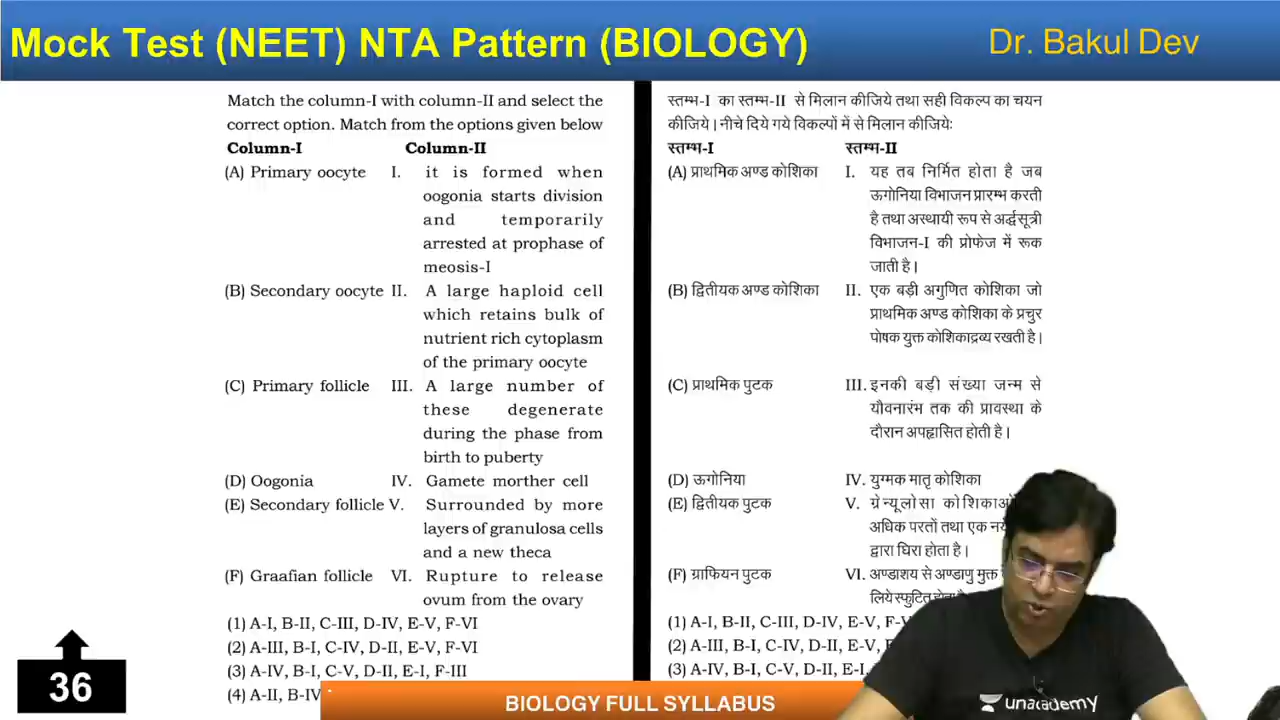 Mock Test (NEET) NTA Pattern (BIOLOGY)
Dr. Bakul Dev
Match the column-I with column-II and select the
correct option. Match from the options given below
Column-I Column-II
(A) Primary oocyte I. it is formed when
oogonia starts division
and temporarily
arrested at prophase of
meosis-I
(B) Secondary oocyte II. A large haploid cell
which retains bulk of
nutrient rich cytoplasm
of the primary oocyte
(C) Primary follicle III. A large number of
these degenerate
during the phase from
birth to puberty
(D) Oogonia IV. Gamete morther cell
(E) Secondary follicle V. Surrounded by more
layers of granulosa cells
and a new theca
(F) Graafian follicle VI. Rupture to release
ovum from the ovary
(1) A-I, B-II, C-III, D-IV, E-V, F-VI
(2) A-III, B-I, C-IV, D-II, E-V, F-VI
(3) A-IV, B-I, C-V, D-II, E-I, F-III
(4) A-II, B-IV
स्तम्भ-I का स्तम्भ-II से मिलान कीजिये तथा सही विकल्प का चयन
कीजिये। नीचे दिये गये विकल्पों में से मिलान कीजिये:
स्तम्भ-I स्तम्भ-II
(A) प्राथमिक अण्ड कोशिका I. यह तब निर्मित होता है जब
ऊगोनिया विभाजन प्रारम्भ करती
है तथा अस्थायी रूप से अर्द्धसूत्री
विभाजन-I की प्रोफेज में रूक
जाती है।
(B) द्वितीयक अण्ड कोशिका II. एक बड़ी अगुणित कोशिका जो
प्राथमिक अण्ड कोशिका के प्रचुर
पोषक युक्त कोशिकाद्रव्य रखती है।
(C) प्राथमिक पुटक III. इनकी बड़ी संख्या जन्म से
यौवनारंभ तक की प्रावस्था के
दौरान अपह्रासित होती है।
(D) ऊगोनिया IV. युग्मक मातृ कोशिका
(E) द्वितीयक पुटक V. ग्रेन्यूलोसा कोशिकाओं
अधिक परतों तथा एक नये
द्वारा घिरा होता है।
(F) ग्राफियन पुटक VI. अण्डाशय से अण्डाणु मुक्त
लिये स्फुटित होता
(1) A-I, B-II, C-III, D-IV, E-V, F-V
(2) A-III, B-I, C-IV, D-II, E-V, F
(3) A-IV, B-I, C-V, D-II, E-I,
36
BIOLOGY FULL SYLLABUS
unacademy